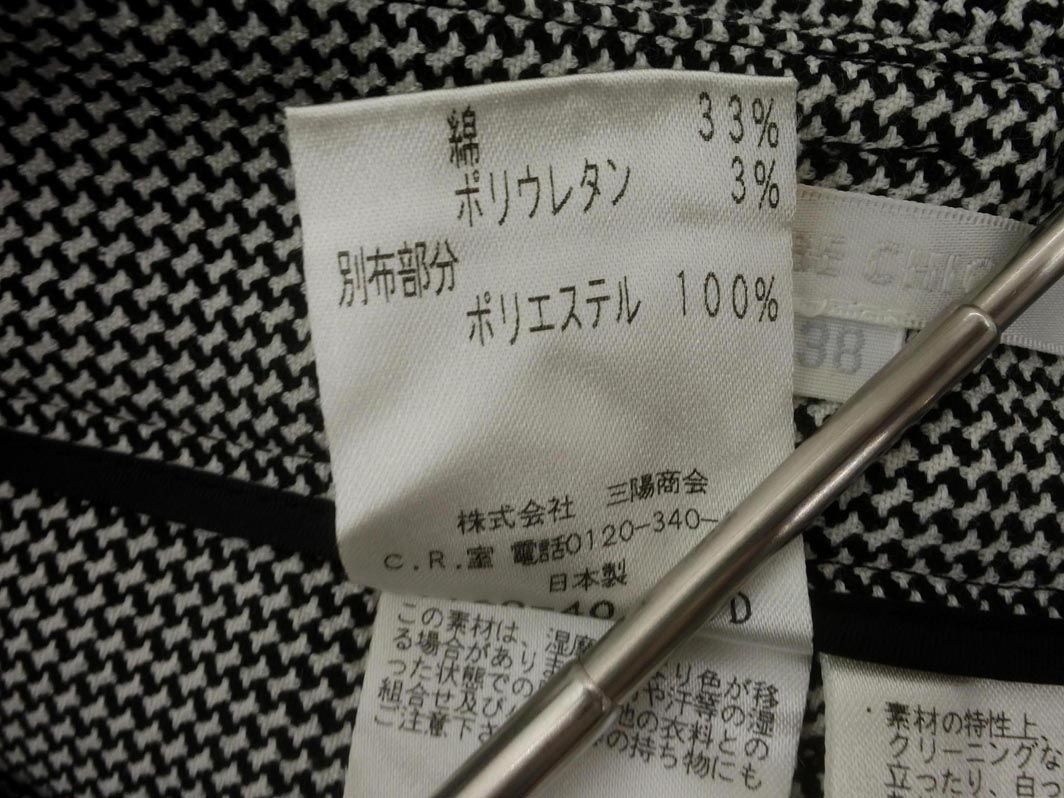 綿 33%
ポリウレタン 3%
別布部分
ポリエステル 100%
株式会社 三陽商会
C.R.室 電話0120-340-
日本製
D
この素材は、湿摩
る場合があり
り色が移
った状態での
や汗等の湿
組合せ及び
他の衣料との
ご注意下さ
の持ち物にも
CHIC
38
・素材の特性上、
クリーニングな
立ったり、白っ